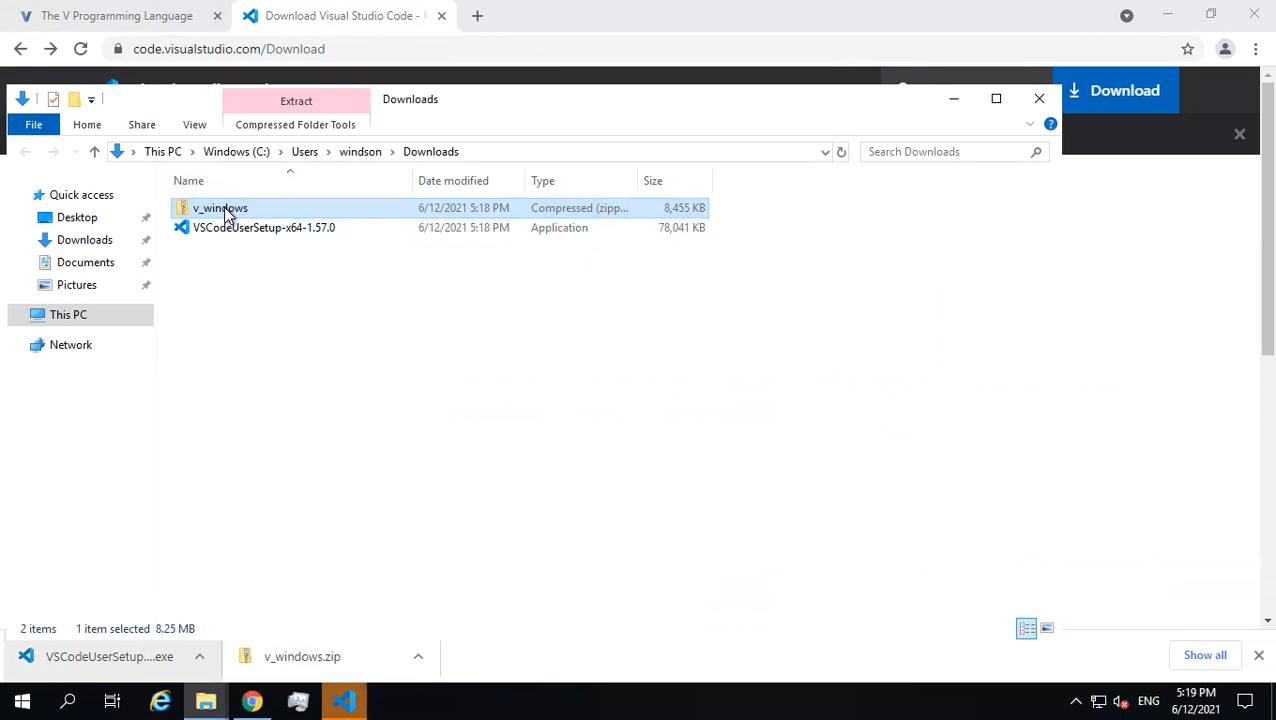 The V Programming Language
Download Visual Studio Code -
code.visualstudio.com/Download
Download
Extract
Downloads
File
Home
Share
View
Compressed Folder Tools
This PC
Windows (C:)
Users
windson
Downloads
Search Downloads
Name
Date modified
Type
Size
Quick access
Desktop
Downloads
Documents
Pictures
This PC
Network
v_windows 6/12/2021 5:18 PM Compressed (zipp... 8,455 KB
VSCodeUserSetup-x64-1.57.0 6/12/2021 5:18 PM Application 78,041 KB
2 items 1 item selected 8.25 MB
VSCodeUserSetup....exe
v_windows.zip
Show all
ENG
5:19 PM
6/12/2021